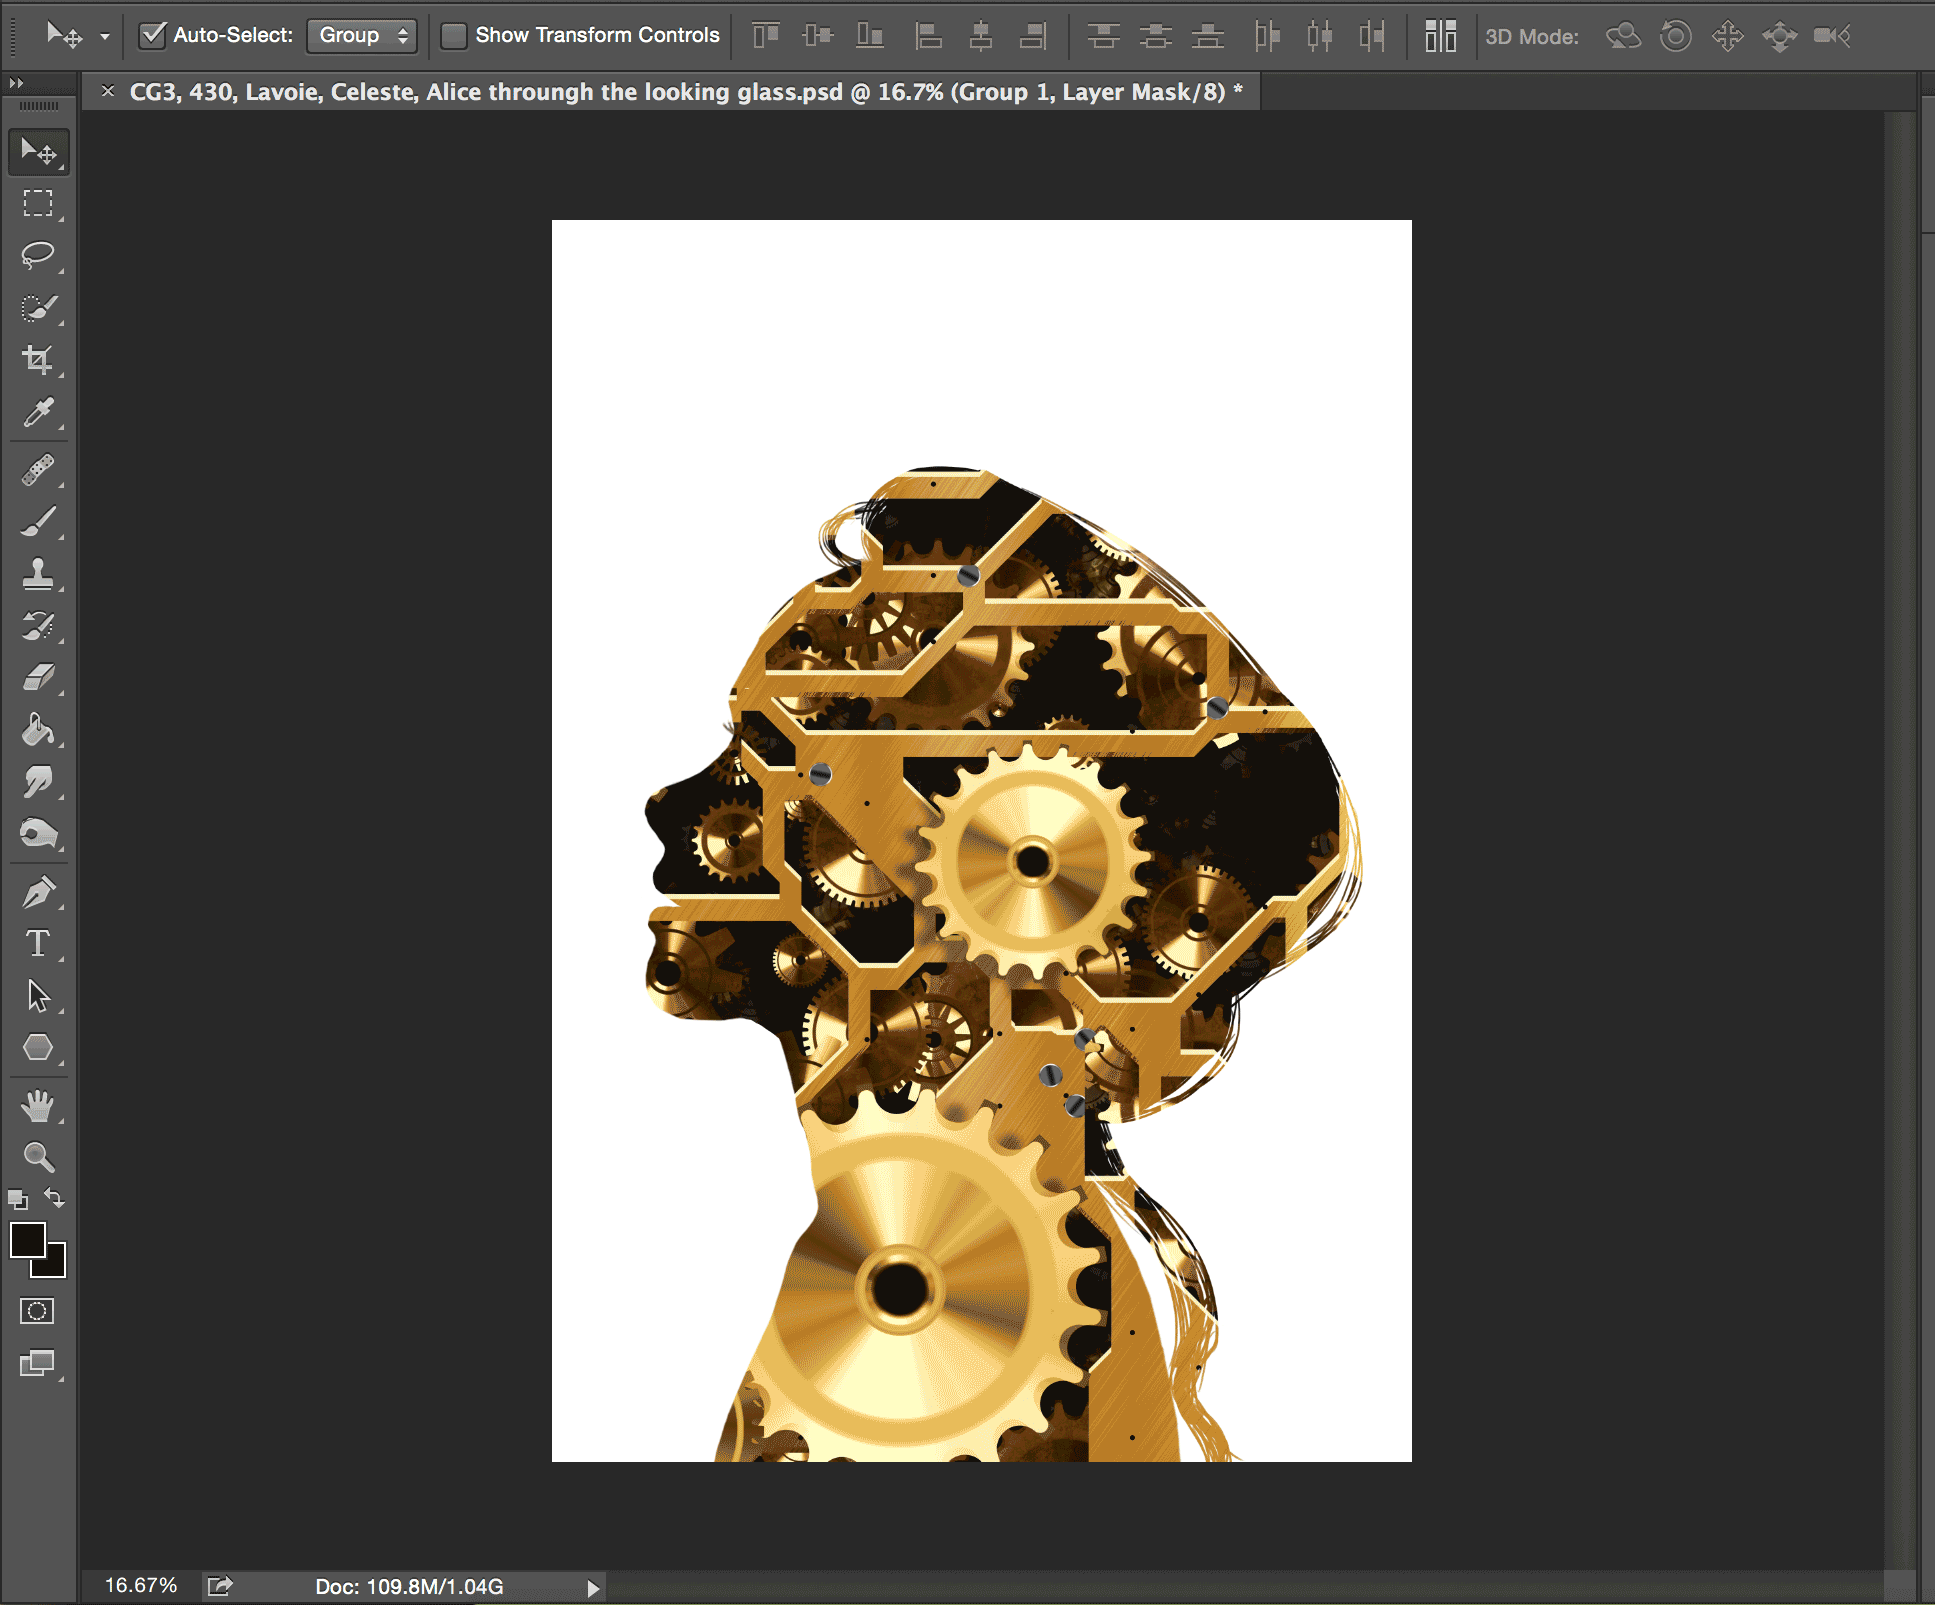 Auto-Select: Group Show Transform Controls 3D Mode:
× CG3, 430, Lavoie, Celeste, Alice throungh the looking glass.psd @ 16.7% (Group 1, Layer Mask/8) *
T
16.67% Doc: 109.8M/1.04G